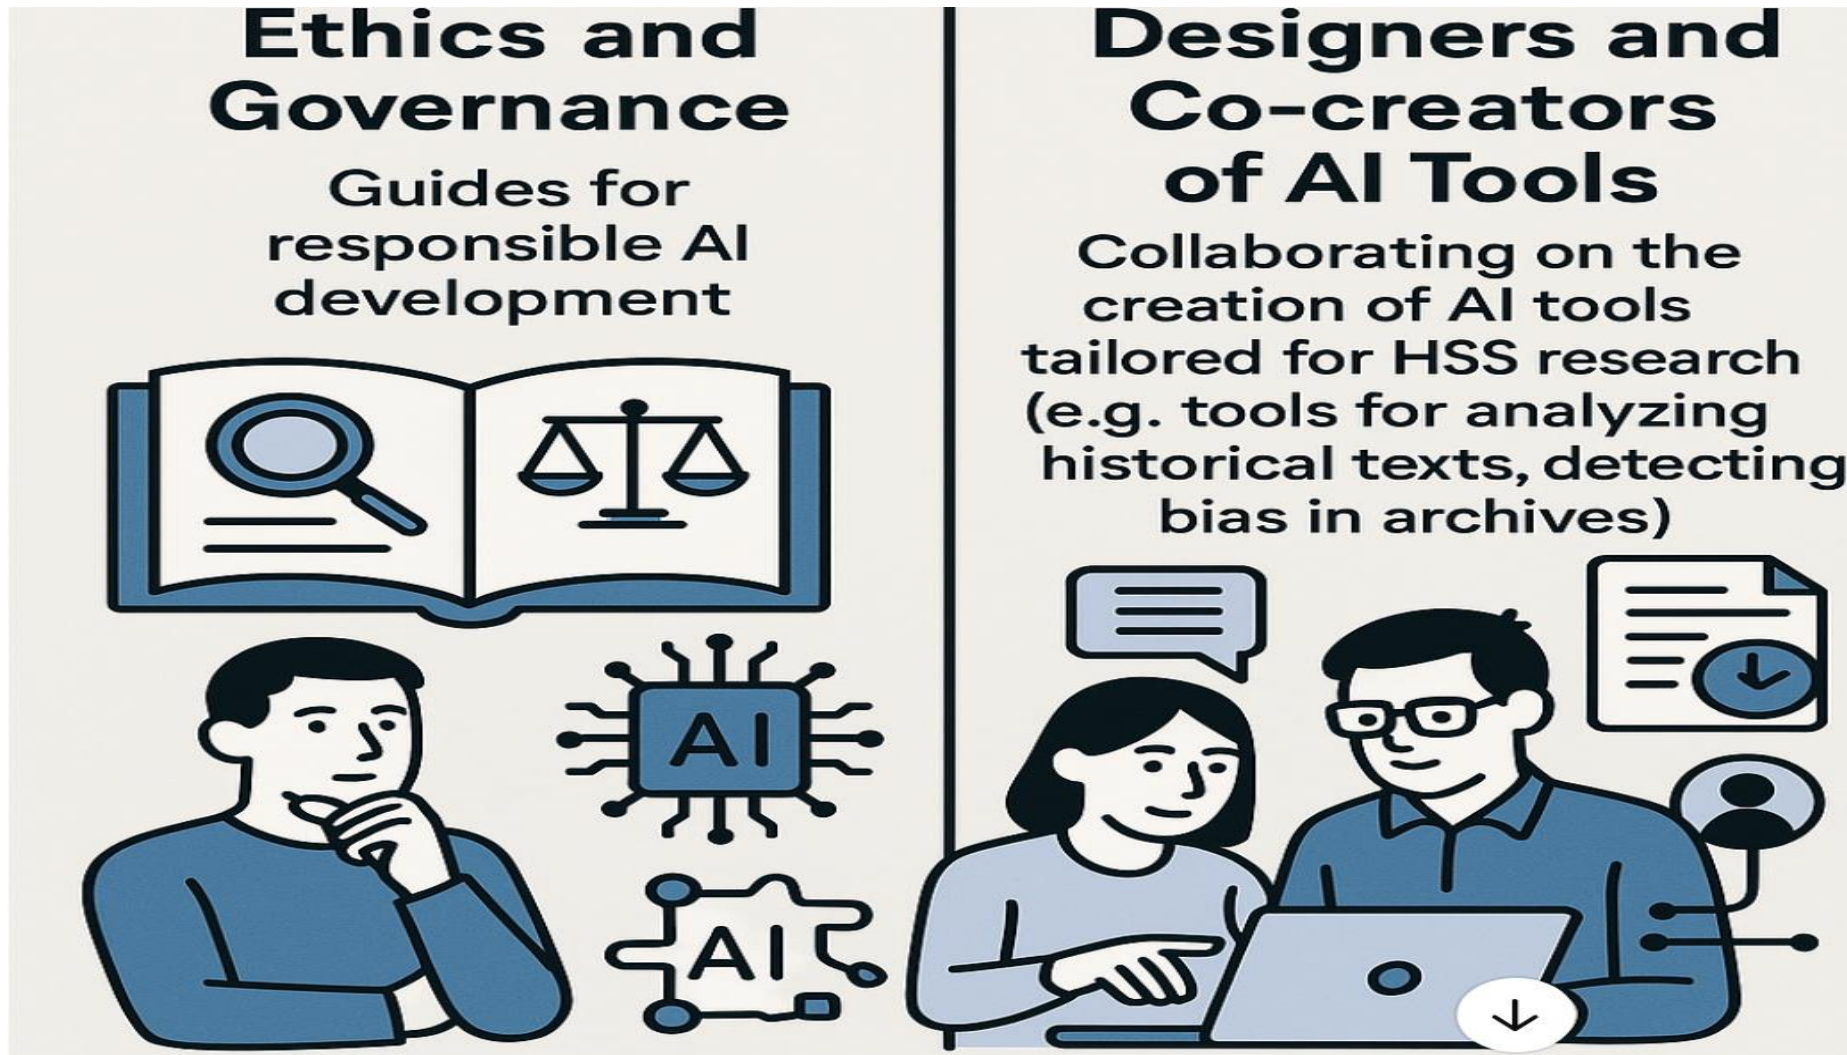 Ethics and
Governance
Guides for
responsible AI
development
AI
AI
Designers and
Co-creators
of AI Tools
Collaborating on the
creation of AI tools
tailored for HSS research
(e.g. tools for analyzing
historical texts, detecting
bias in archives)